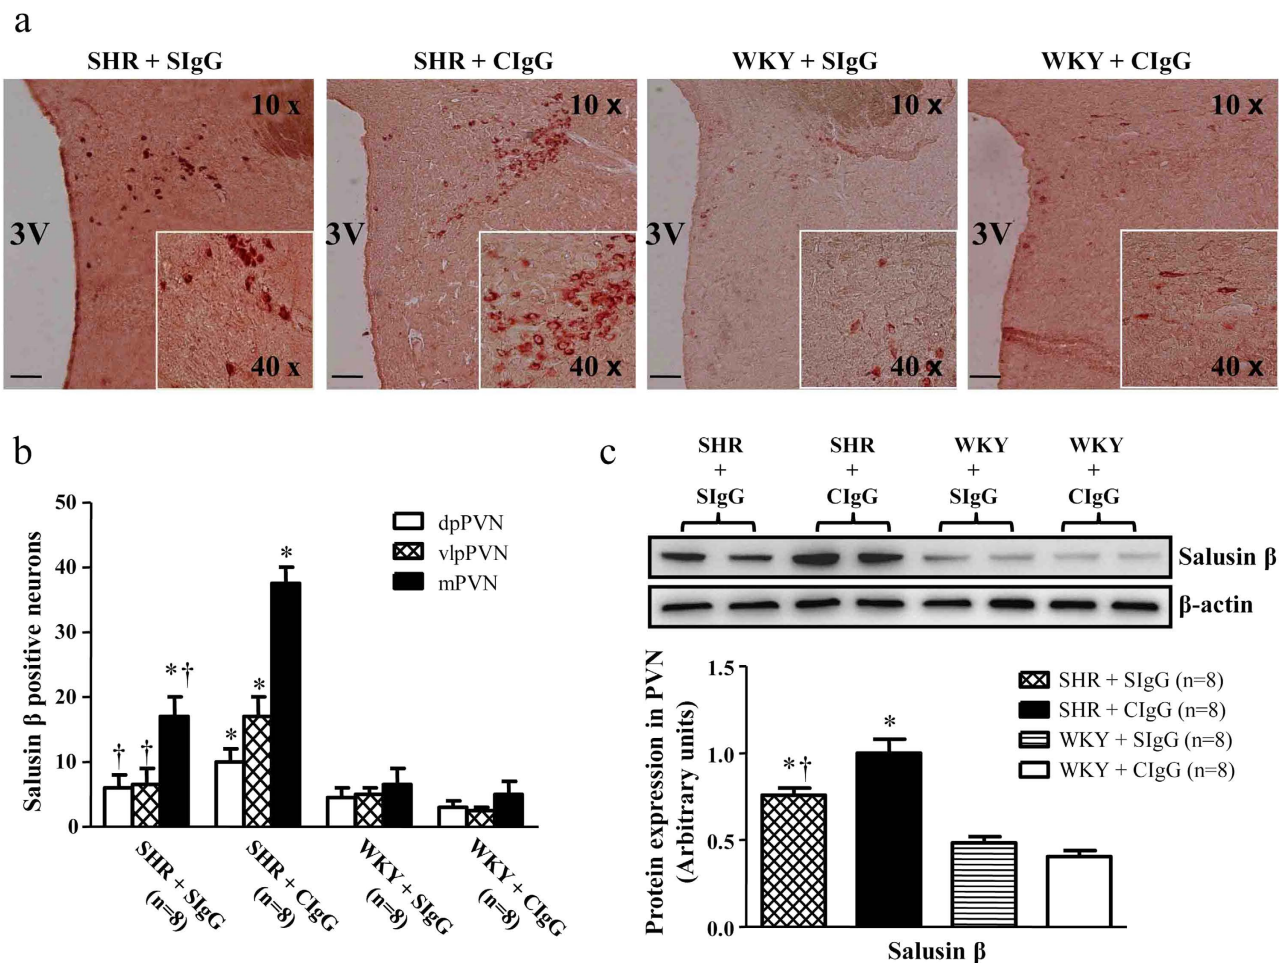 a
SHR + SIgG
SHR + CIgG
WKY + SIgG
WKY + CIgG
10 x
10 x
10 x
10 x
3V
3V
3V
3V
40 x
40 x
40 x
40 x
b
Salusin β positive neurons
50
40
30
20
10
0
dpPVN
vlpPVN
mPVN
†
†
*†
*
*
*
SHR + SIgG
(n=8)
SHR + CIgG
(n=8)
WKY + SIgG
(n=8)
WKY + CIgG
(n=8)
c
SHR
+
SIgG
SHR
+
CIgG
WKY
+
SIgG
WKY
+
CIgG
Salusin β
β-actin
Protein expression in PVN
(Arbitrary units)
1.5
1.0
0.5
0.0
*†
*
SHR + SIgG (n=8)
SHR + CIgG (n=8)
WKY + SIgG (n=8)
WKY + CIgG (n=8)
Salusin β